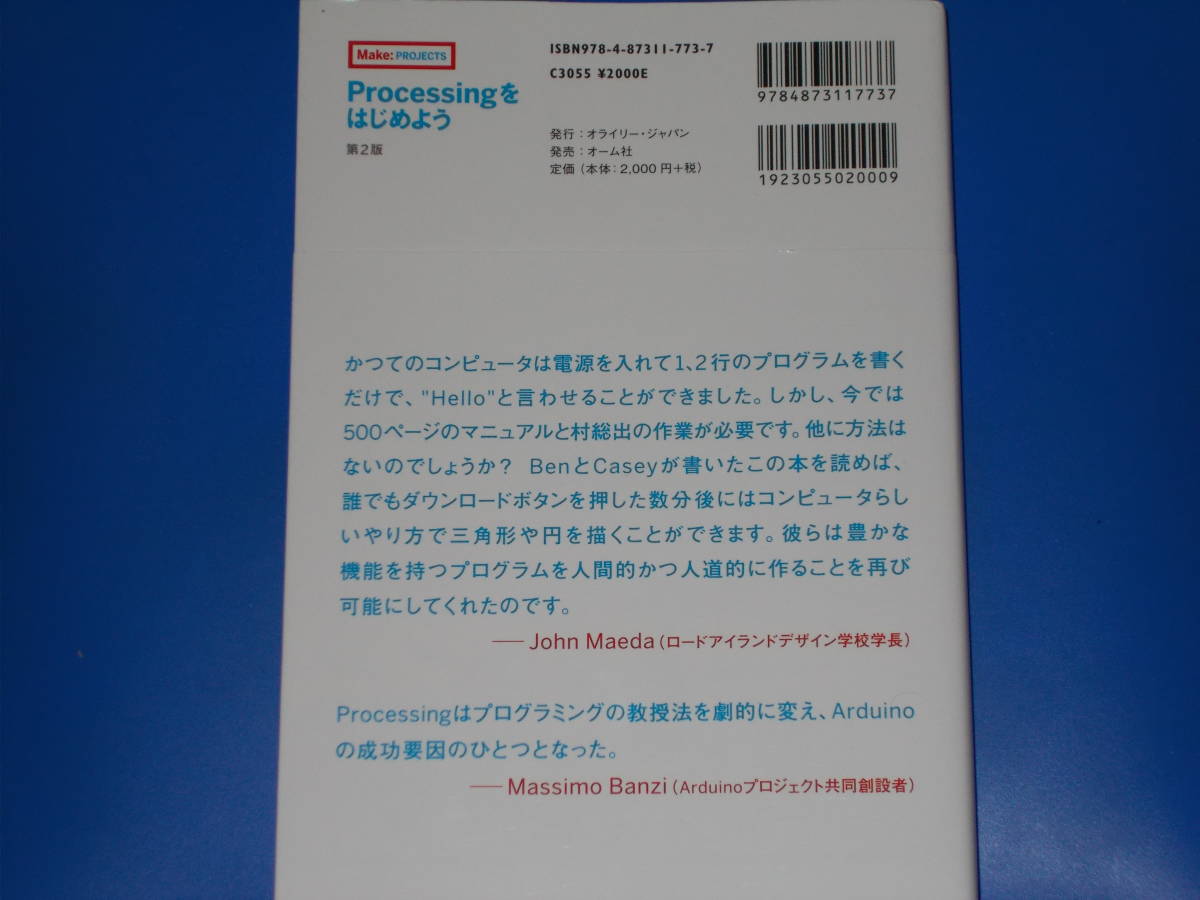 Make: PROJECTS
Processingを
はじめよう
第2版
ISBN978-4-87311-773-7
C3055 ¥2000E
発行：オライリー・ジャパン
発売：オーム社
定価（本体：2,000円＋税）
9784873117737
1923055020009
かつてのコンピュータは電源を入れて1、2行のプログラムを書く
だけで、"Hello"と言わせることができました。しかし、今では
500ページのマニュアルと村総出の作業が必要です。他に方法は
ないのでしょうか？ BenとCaseyが書いたこの本を読めば、
誰でもダウンロードボタンを押した数分後にはコンピュータらし
いやり方で三角形や円を描くことができます。彼らは豊かな
機能を持つプログラムを人間的かつ人道的に作ることを再び
可能にしてくれたのです。
—— John Maeda（ロードアイランドデザイン学校学長）
Processingはプログラミングの教授法を劇的に変え、Arduino
の成功要因のひとつとなった。
—— Massimo Banzi（Arduinoプロジェクト共同創設者）